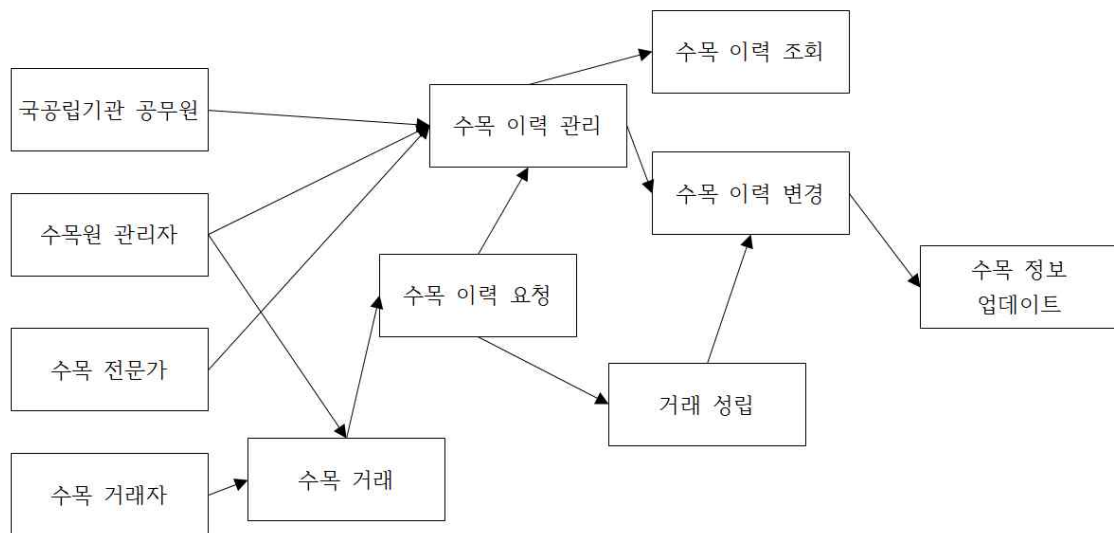 수목 이력 조회
국공립기관 공무원
수목 이력 관리
수목 이력 변경
수목원 관리자
수목 정보
업데이트
수목 이력 요청
수목 전문가
거래 성립
수목 거래
수목 거래자